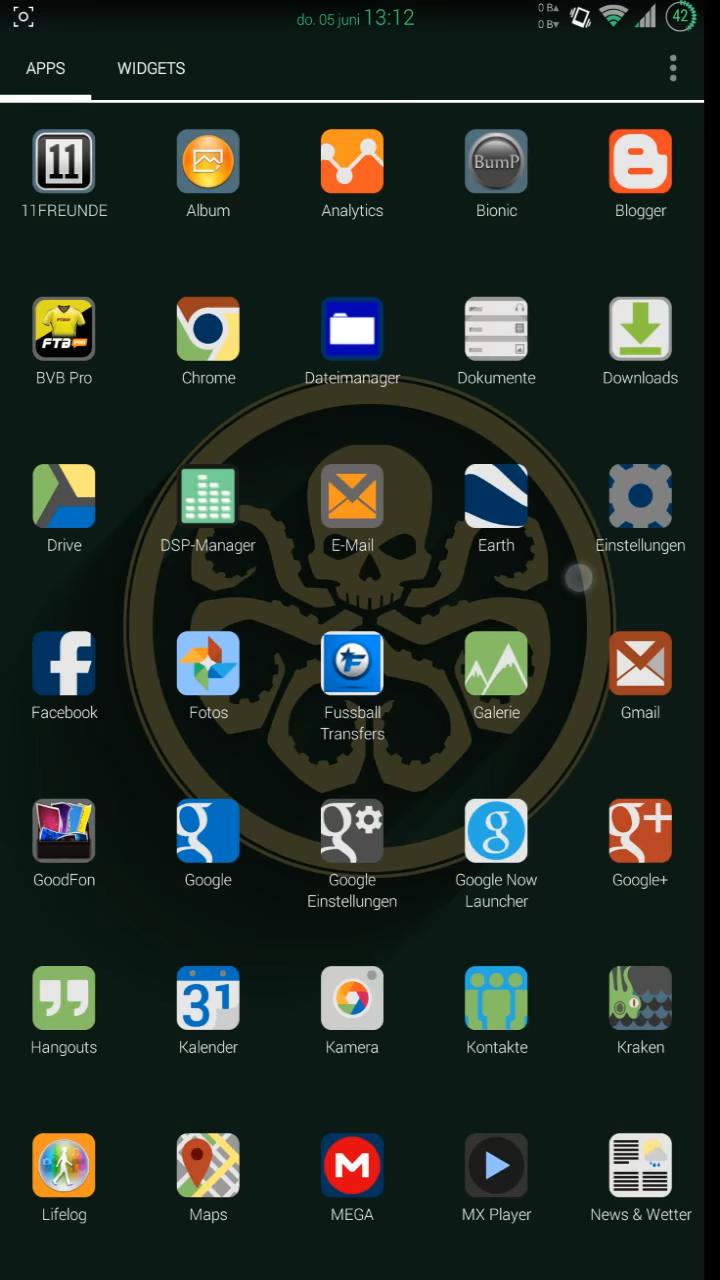 do. 05 juni 13:12
0 B▲
0 B▼
42
APPS WIDGETS
11
BumP
11FREUNDE Album Analytics Bionic Blogger
FTB PRO
BVB Pro Chrome Dateimanager Dokumente Downloads
Drive DSP-Manager E-Mail Earth Einstellungen
Facebook Fotos Fussball Transfers Galerie Gmail
g g g g+
GoodFon Google Google Einstellungen Google Now Launcher Google+
31
Hangouts Kalender Kamera Kontakte Kraken
M
Lifelog Maps MEGA MX Player News & Wetter